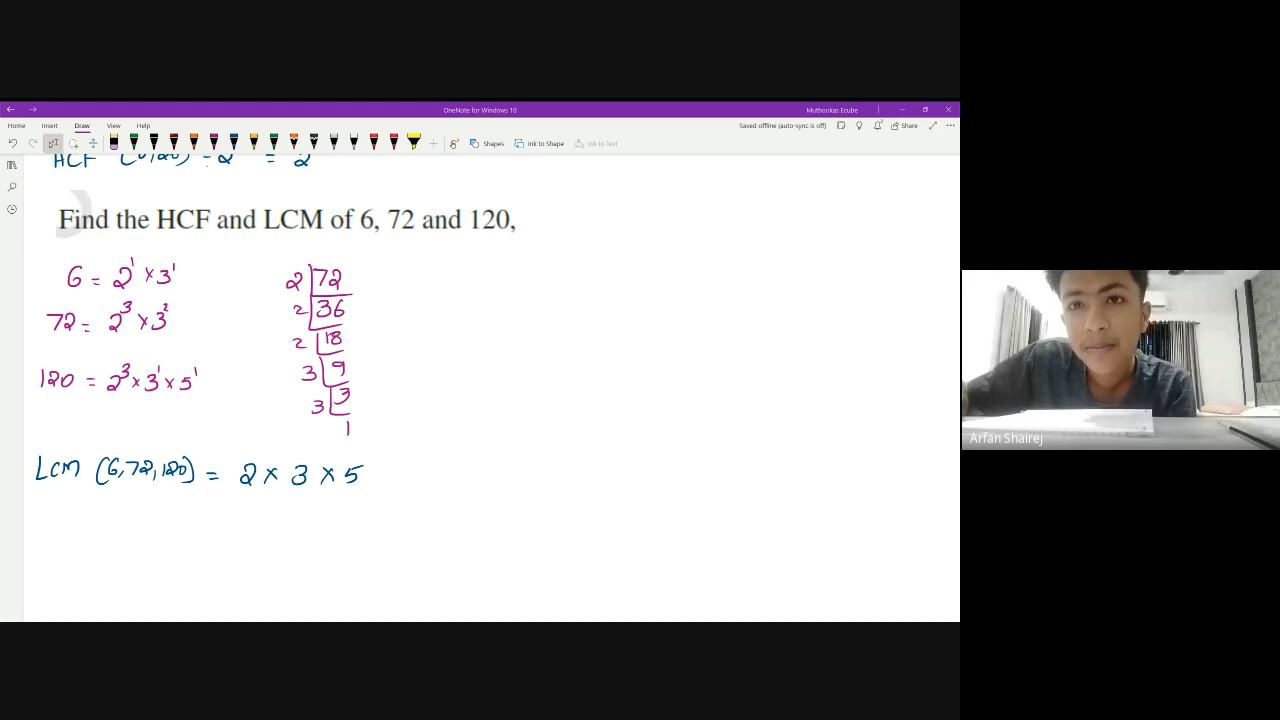 OneNote for Windows 10
Muthookas Ecube
Home Insert Draw View Help
Saved offline (auto-sync is off)
Share
Shapes Ink to Shape Ink to Text
HCF = 2
Find the HCF and LCM of 6, 72 and 120,
6 = 2¹ × 3¹
72 = 2³ × 3²
120 = 2³ × 3¹ × 5¹
2 72
2 36
2 18
3 9
3 3
1
LCM (6,72,120) = 2 × 3 × 5
Arfan Shairej